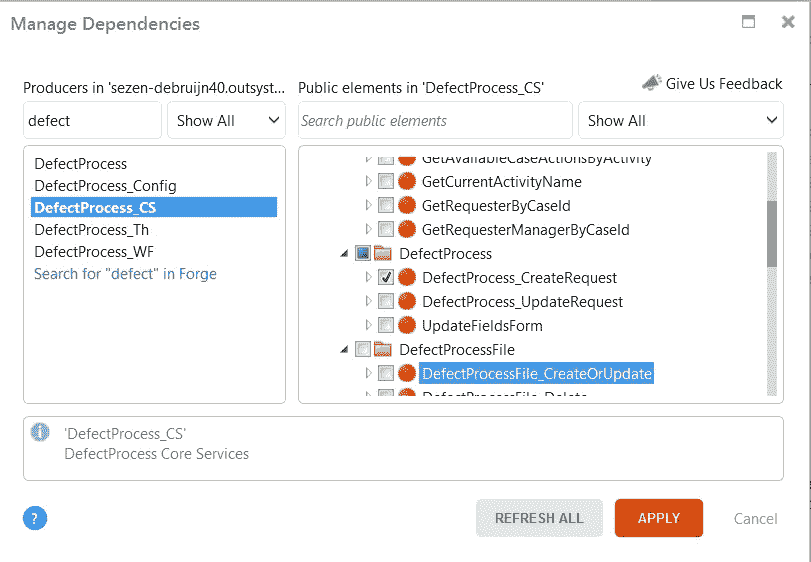 Manage Dependencies
Producers in 'sezen-debruijn40.outsyst...
Public elements in 'DefectProcess_CS'
Give Us Feedback
defect
Show All
Search public elements
Show All
DefectProcess
DefectProcess_Config
DefectProcess_CS
DefectProcess_Th
DefectProcess_WF
Search for "defect" in Forge
GetAvailableCaseActionsByActivity
GetCurrentActivityName
GetRequesterByCaseId
GetRequesterManagerByCaseId
DefectProcess
DefectProcess_CreateRequest
DefectProcess_UpdateRequest
UpdateFieldsForm
DefectProcessFile
DefectProcessFile_CreateOrUpdate
DefectProcessFile_Delete
'DefectProcess_CS'
DefectProcess Core Services
?
REFRESH ALL
APPLY
Cancel